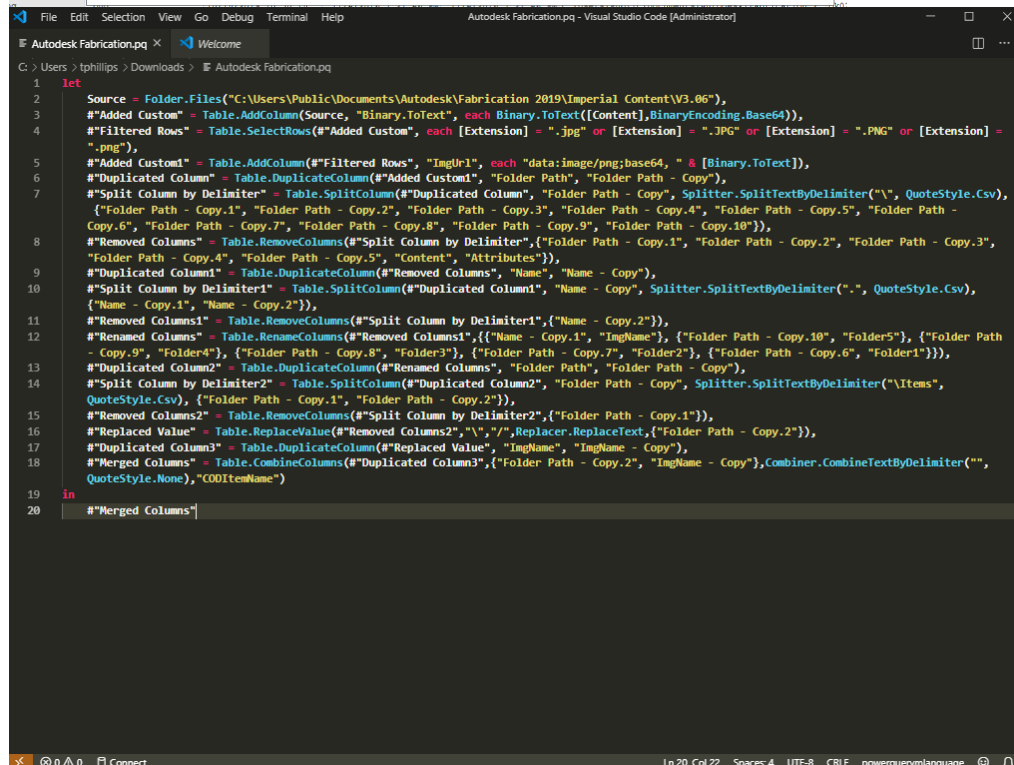 File Edit Selection View Go Debug Terminal Help Autodesk Fabrication.pq - Visual Studio Code [Administrator]
Autodesk Fabrication.pq Welcome
C: > Users > tphillips > Downloads > Autodesk Fabrication.pq
1 let
2 Source = Folder.Files("C:\Users\Public\Documents\Autodesk\Fabrication 2019\Imperial Content\V3.06"),
3 #"Added Custom" = Table.AddColumn(Source, "Binary.ToText", each Binary.ToText([Content],BinaryEncoding.Base64)),
4 #"Filtered Rows" = Table.SelectRows(#"Added Custom", each [Extension] = ".jpg" or [Extension] = ".JPG" or [Extension] = ".PNG" or [Extension] =
".png"),
5 #"Added Custom1" = Table.AddColumn(#"Filtered Rows", "ImgUrl", each "data:image/png;base64, " & [Binary.ToText]),
6 #"Duplicated Column" = Table.DuplicateColumn(#"Added Custom1", "Folder Path", "Folder Path - Copy"),
7 #"Split Column by Delimiter" = Table.SplitColumn(#"Duplicated Column", "Folder Path - Copy", Splitter.SplitTextByDelimiter("\", QuoteStyle.Csv),
{"Folder Path - Copy.1", "Folder Path - Copy.2", "Folder Path - Copy.3", "Folder Path - Copy.4", "Folder Path - Copy.5", "Folder Path -
Copy.6", "Folder Path - Copy.7", "Folder Path - Copy.8", "Folder Path - Copy.9", "Folder Path - Copy.10"}),
8 #"Removed Columns" = Table.RemoveColumns(#"Split Column by Delimiter",{"Folder Path - Copy.1", "Folder Path - Copy.2", "Folder Path - Copy.3",
"Folder Path - Copy.4", "Folder Path - Copy.5", "Content", "Attributes"}),
9 #"Duplicated Column1" = Table.DuplicateColumn(#"Removed Columns", "Name", "Name - Copy"),
10 #"Split Column by Delimiter1" = Table.SplitColumn(#"Duplicated Column1", "Name - Copy", Splitter.SplitTextByDelimiter(".", QuoteStyle.Csv),
{"Name - Copy.1", "Name - Copy.2"}),
11 #"Removed Columns1" = Table.RemoveColumns(#"Split Column by Delimiter1",{"Name - Copy.2"}),
12 #"Renamed Columns" = Table.RenameColumns(#"Removed Columns1",{{"Name - Copy.1", "ImgName"}, {"Folder Path - Copy.10", "Folder5"}, {"Folder Path
- Copy.9", "Folder4"}, {"Folder Path - Copy.8", "Folder3"}, {"Folder Path - Copy.7", "Folder2"}, {"Folder Path - Copy.6", "Folder1"}}),
13 #"Duplicated Column2" = Table.DuplicateColumn(#"Renamed Columns", "Folder Path", "Folder Path - Copy"),
14 #"Split Column by Delimiter2" = Table.SplitColumn(#"Duplicated Column2", "Folder Path - Copy", Splitter.SplitTextByDelimiter("\Items",
QuoteStyle.Csv), {"Folder Path - Copy.1", "Folder Path - Copy.2"}),
15 #"Removed Columns2" = Table.RemoveColumns(#"Split Column by Delimiter2",{"Folder Path - Copy.1"}),
16 #"Replaced Value" = Table.ReplaceValue(#"Removed Columns2","\","/",Replacer.ReplaceText,{"Folder Path - Copy.2"}),
17 #"Duplicated Column3" = Table.DuplicateColumn(#"Replaced Value", "ImgName", "ImgName - Copy"),
18 #"Merged Columns" = Table.CombineColumns(#"Duplicated Column3",{"Folder Path - Copy.2", "ImgName - Copy"},Combiner.CombineTextByDelimiter("",
QuoteStyle.None),"CODItemName")
19 in
20 #"Merged Columns"
0 0 Connect Ln 20, Col 22 Spaces: 4 UTF-8 CRLF powerquerymlanguage